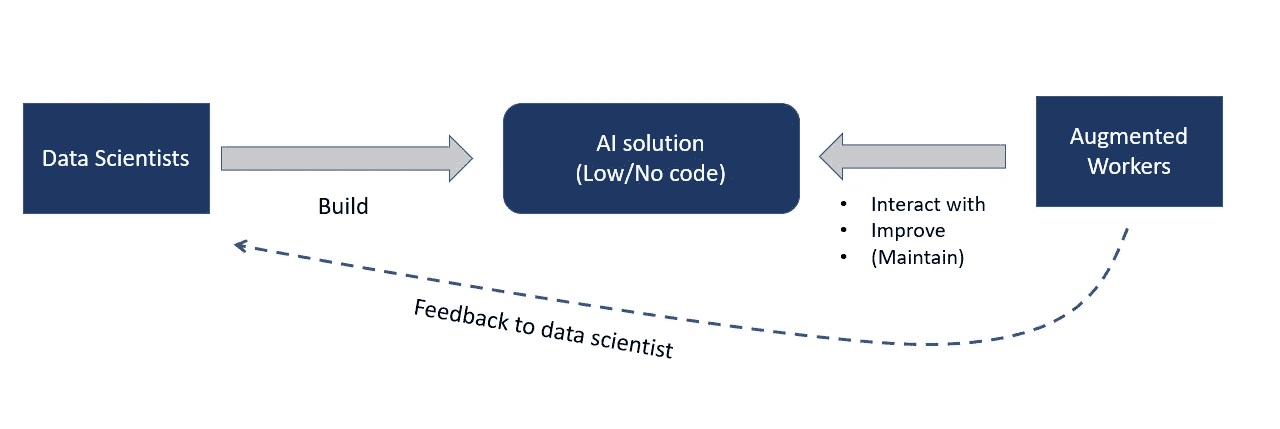 Data Scientists
Build
AI solution
(Low/No code)
Augmented
Workers
• Interact with
• Improve
• (Maintain)
Feedback to data scientist